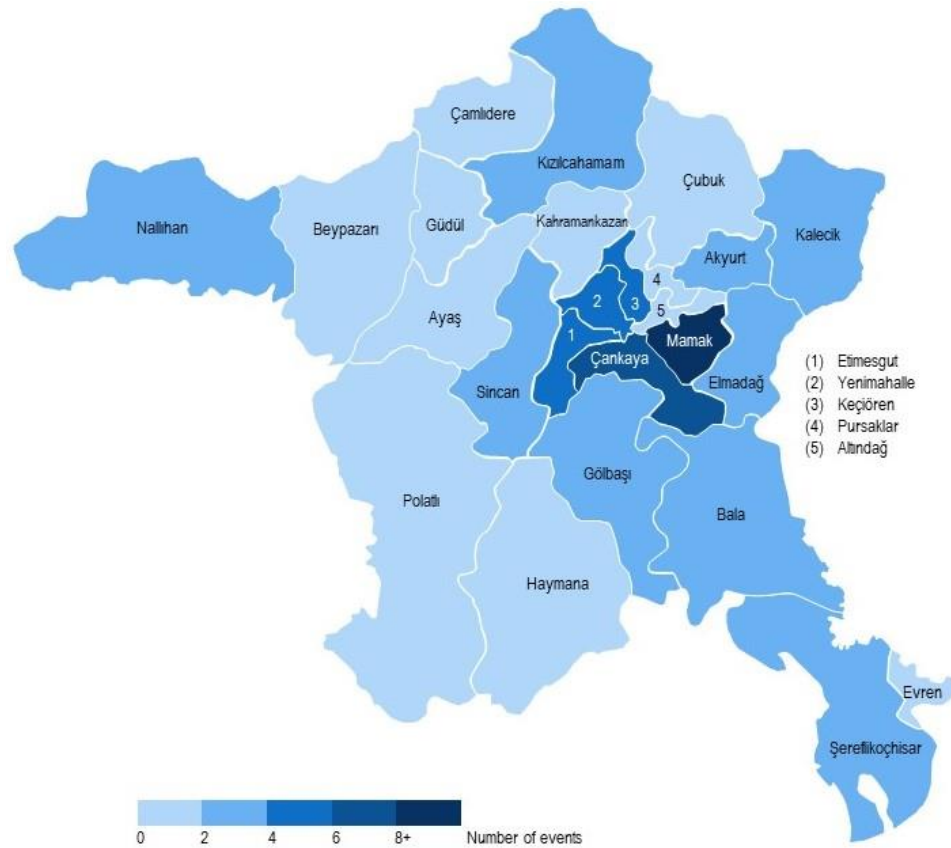 Çamlıdere
Kızılcahamam
Çubuk
Nallıhan
Beypazarı
Güdül
Kahramankazan
Kalecik
Akyurt
4
2
3
5
Ayaş
1
Mamak
Çankaya
Sincan
Elmadağ
(1) Etimesgut
(2) Yenimahalle
(3) Keçiören
(4) Pursaklar
(5) Altındağ
Gölbaşı
Polatlı
Bala
Haymana
Evren
Şereflikoçhisar
0 2 4 6 8+ Number of events